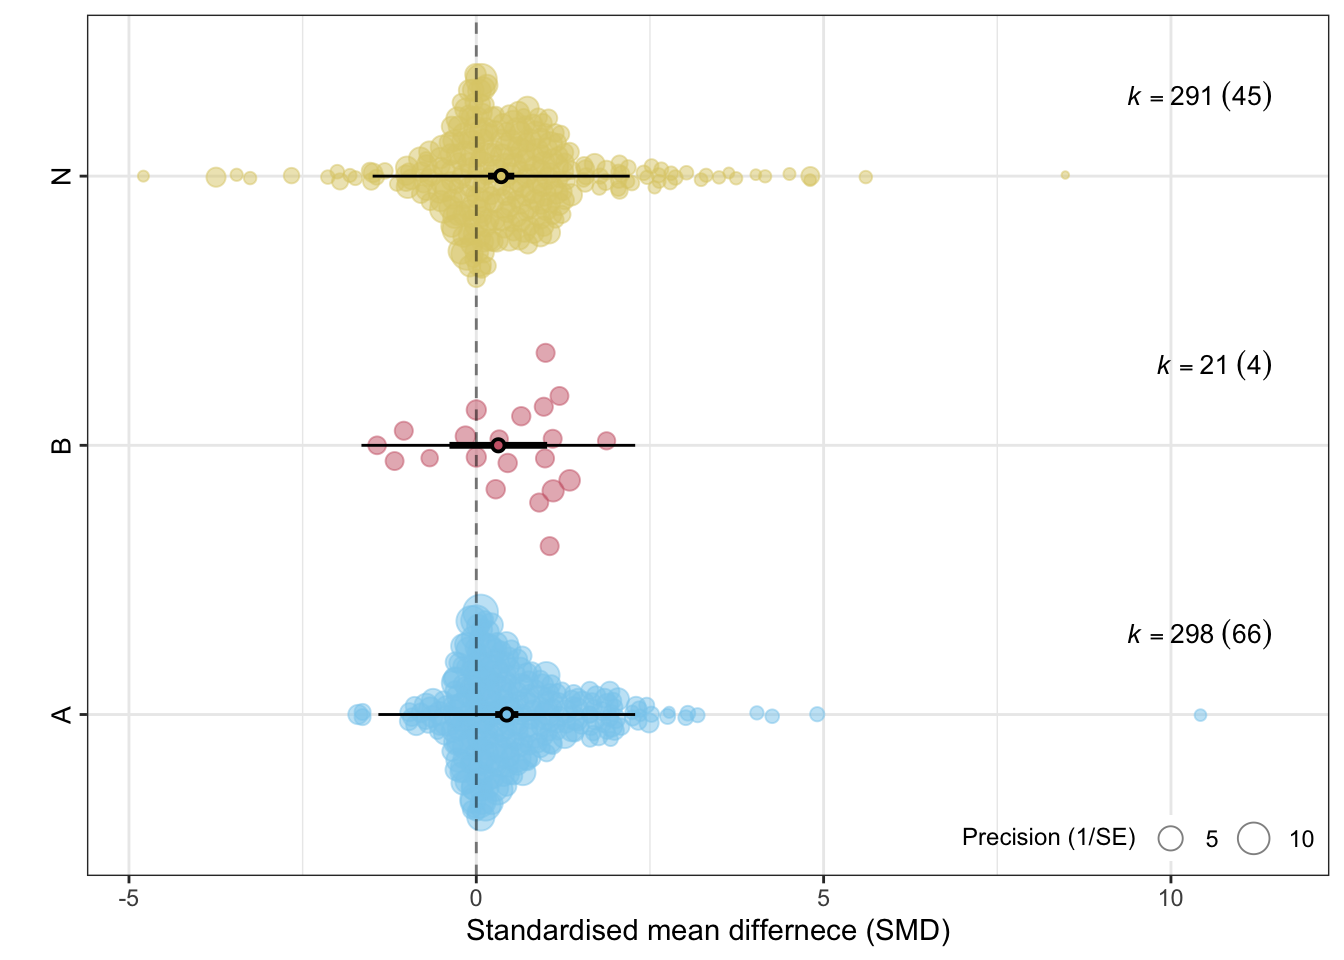 N
k = 291 (45)
B
k = 21 (4)
A
k = 298 (66)
Precision (1/SE) 5 10
-5 0 5 10
Standardised mean differnece (SMD)